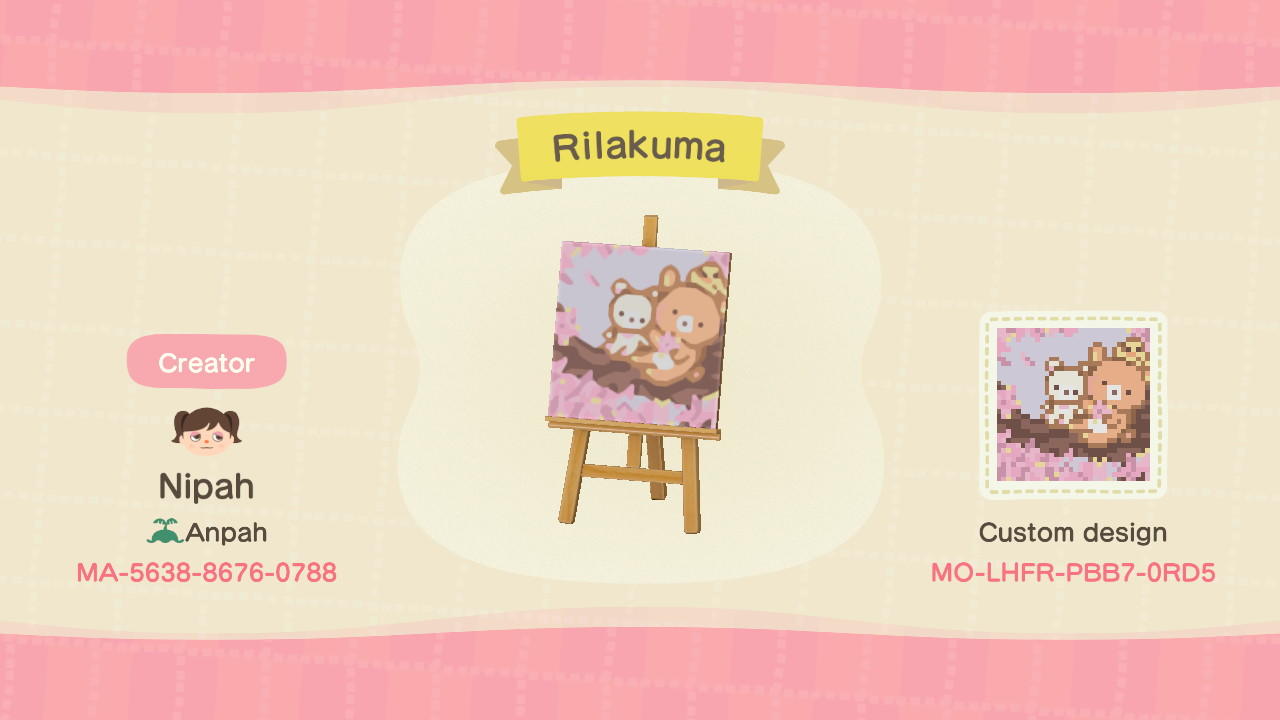 Rilakuma
Creator
Nipah
Anpah
MA-5638-8676-0788
Custom design
MO-LHFR-PBB7-0RD5